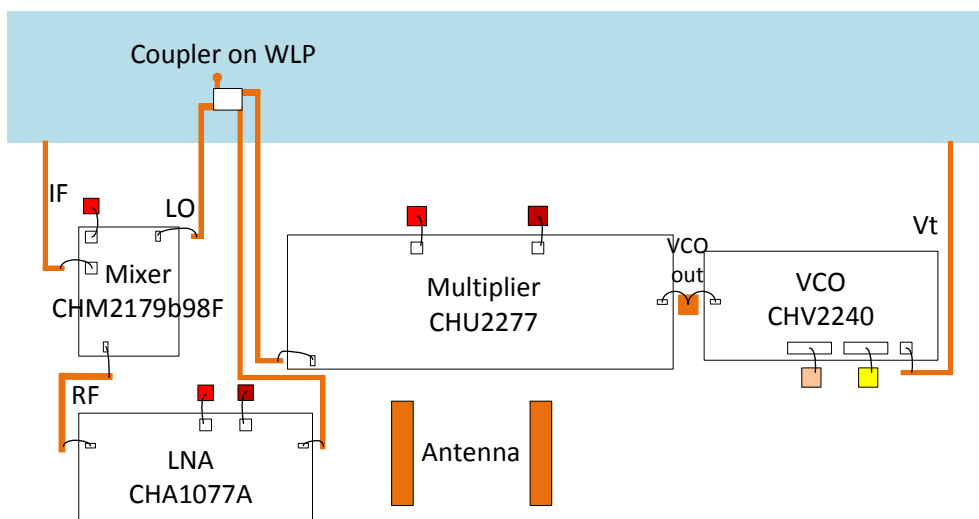 Coupler on WLP
IF
LO
Mixer
CHM2179b98F
RF
LNA
CHA1077A
Multiplier
CHU2277
Antenna
VCO
out
VCO
CHV2240
Vt